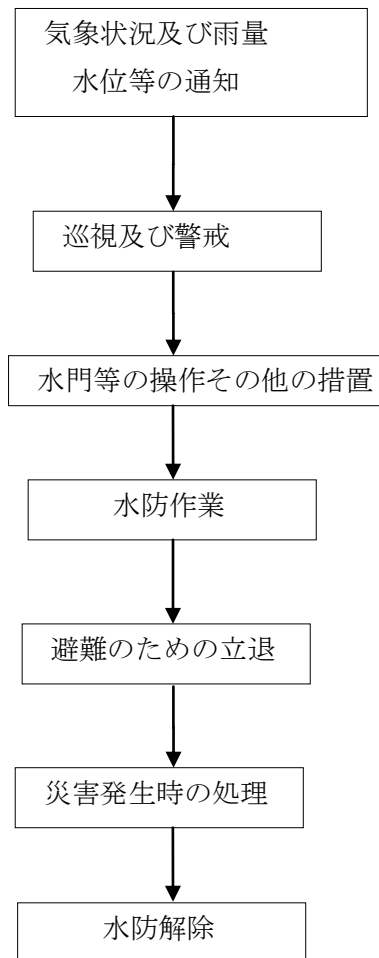 気象状況及び雨量
水位等の通知
巡視及び警戒
水門等の操作その他の措置
水防作業
避難のための立退
災害発生時の処理
水防解除